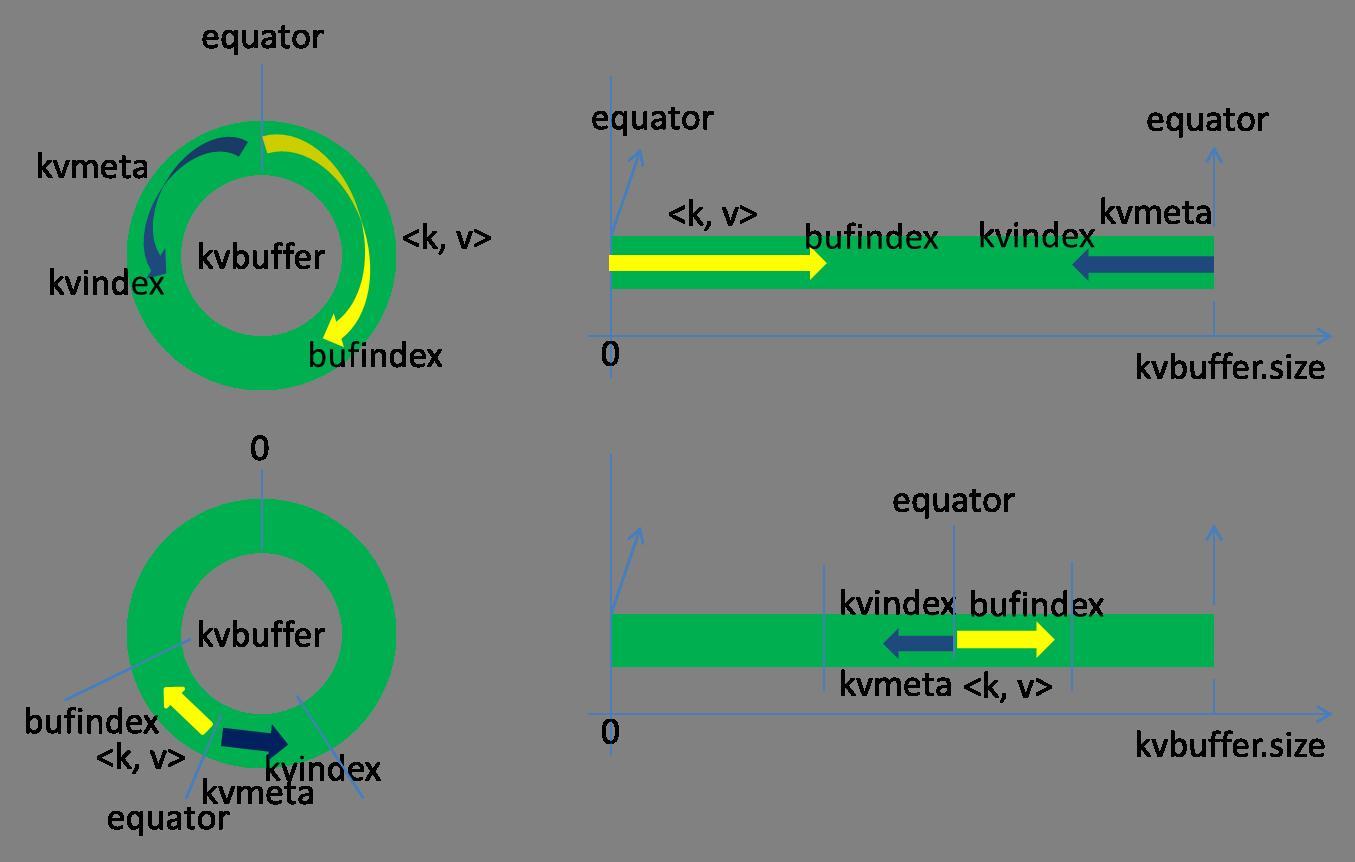 equator
kvmeta
kvbuffer
<k, v>
kvindex
bufindex
equator
equator
<k, v>
bufindex
kvindex
kvmeta
0
kvbuffer.size
0
kvbuffer
bufindex
<k, v>
kvindex
kvmeta
equator
equator
kvindex
bufindex
kvmeta
<k, v>
0
kvbuffer.size